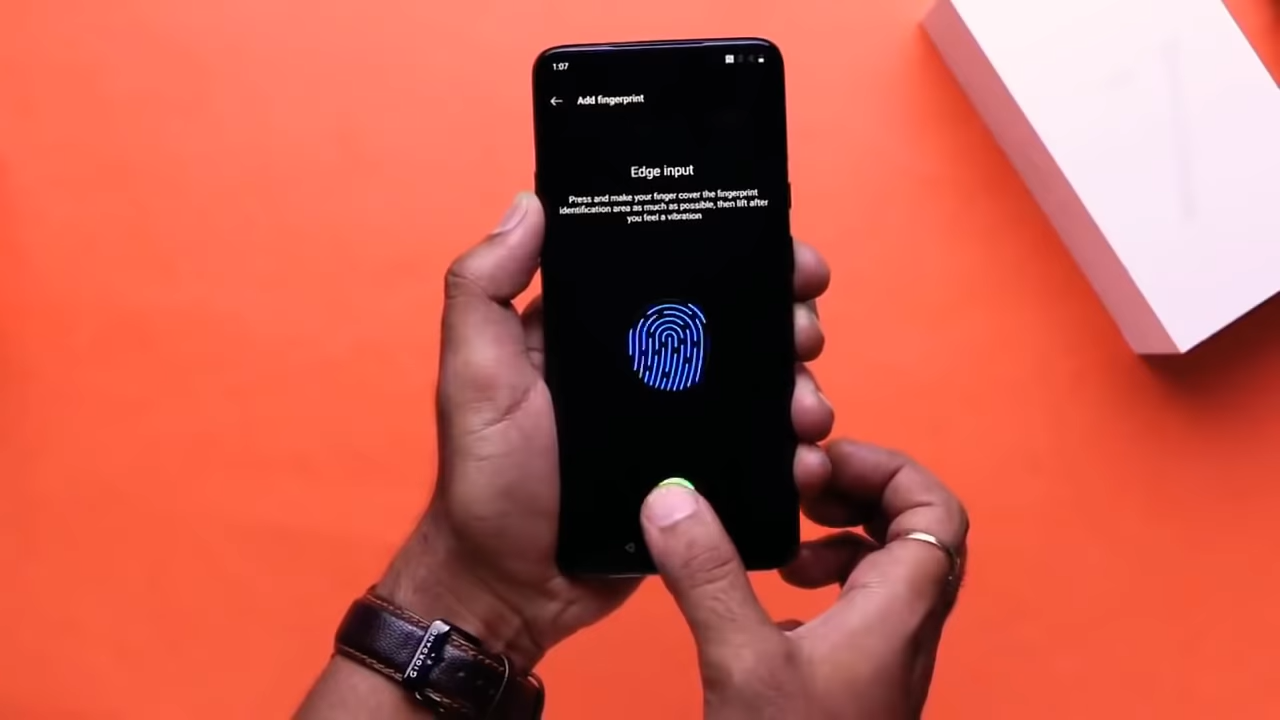 1:07
Add fingerprint
Edge input
Press and make your finger cover the fingerprint
identification area as much as possible, then lift after
you feel a vibration
GIORDANO